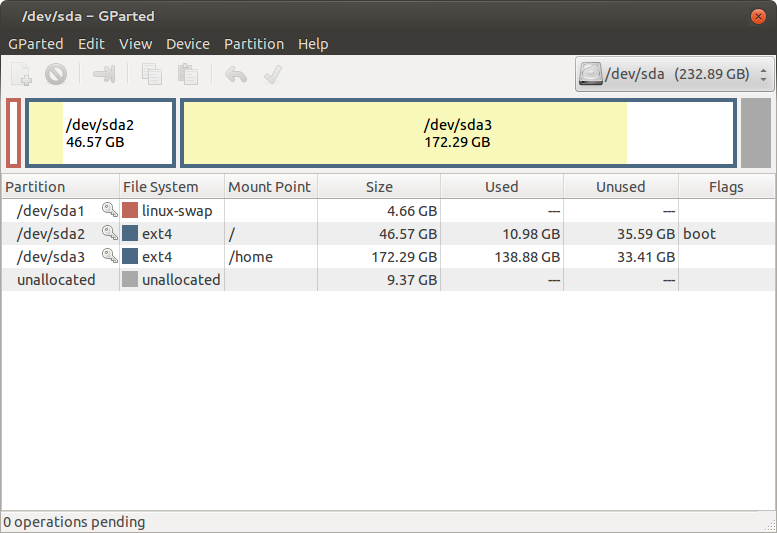 /dev/sda – GParted
GParted Edit View Device Partition Help
/dev/sda (232.89 GB)
/dev/sda2
46.57 GB
/dev/sda3
172.29 GB
Partition File System Mount Point Size Used Unused Flags
/dev/sda1 linux-swap 4.66 GB --- ---
/dev/sda2 ext4 / 46.57 GB 10.98 GB 35.59 GB boot
/dev/sda3 ext4 /home 172.29 GB 138.88 GB 33.41 GB
unallocated unallocated 9.37 GB --- ---
0 operations pending